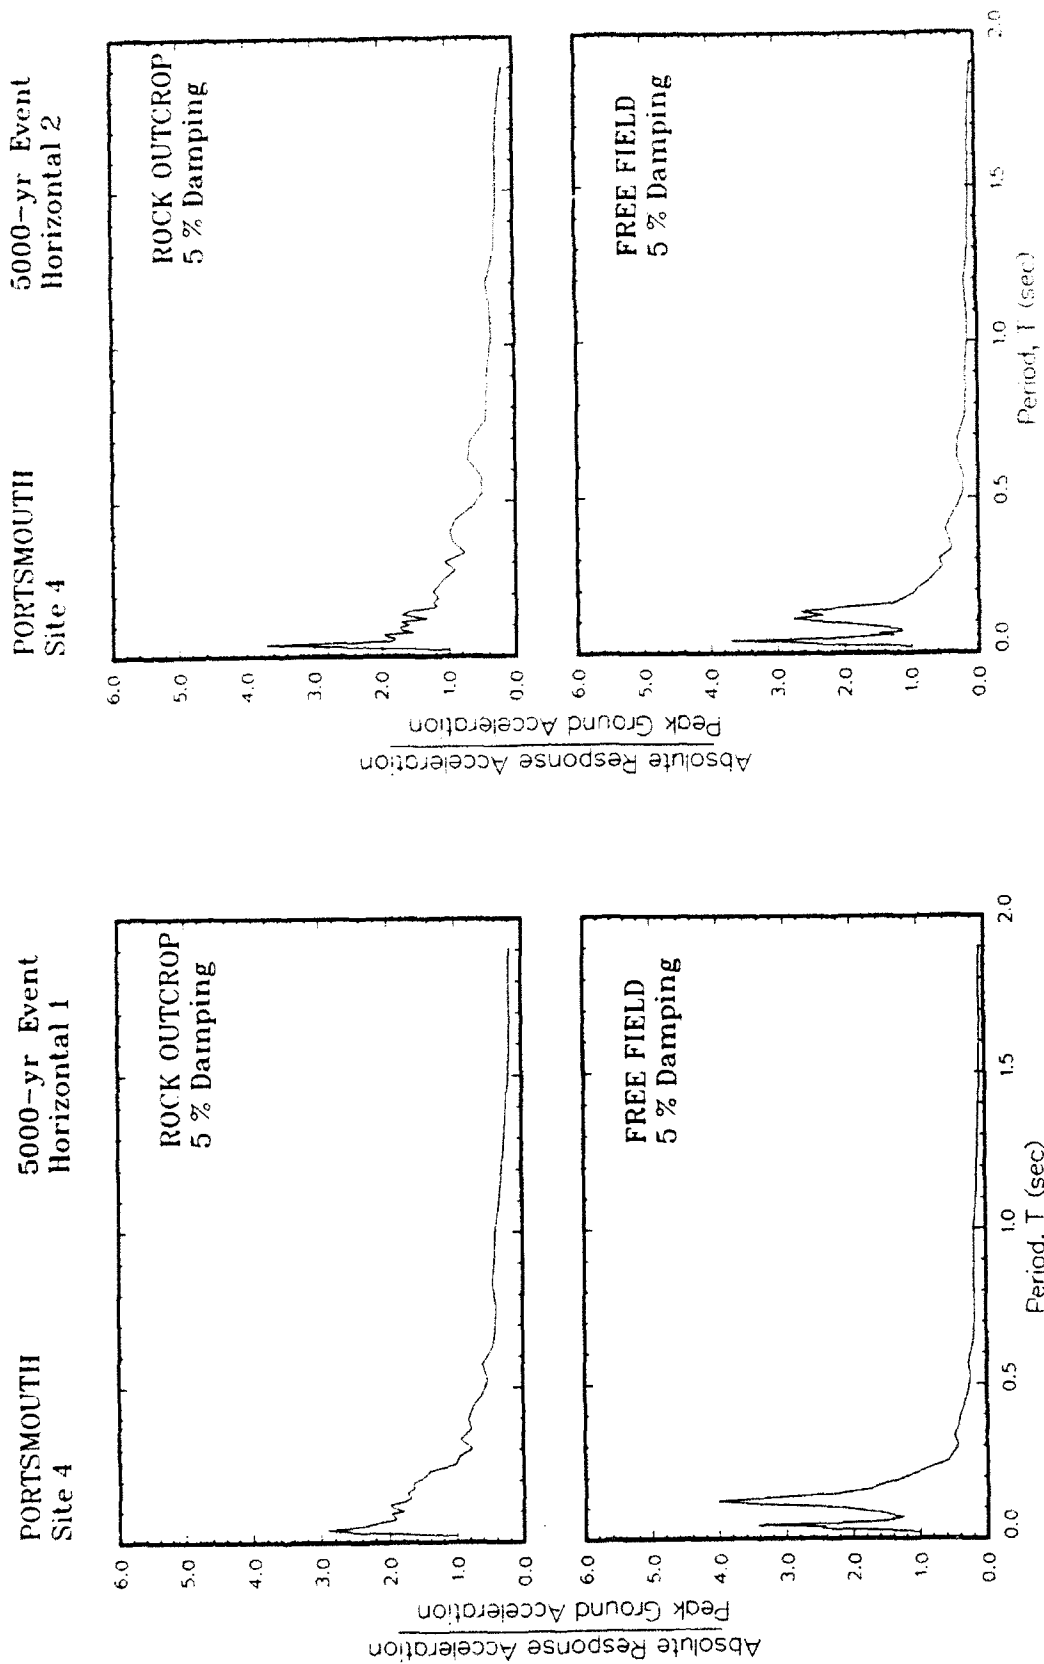 PORTSMOUTH
Site 4
5000-yr Event
Horizontal 1
6.0
5.0
4.0
3.0
2.0
1.0
0.0
ROCK OUTCROP
5 % Damping
6.0
5.0
4.0
3.0
2.0
1.0
0.0
FREE FIELD
5 % Damping
0.0
0.5
1.0
1.5
2.0
Period, T (sec)
Absolute Response Acceleration
Peak Ground Acceleration
PORTSMOUTH
Site 4
5000-yr Event
Horizontal 2
6.0
5.0
4.0
3.0
2.0
1.0
0.0
ROCK OUTCROP
5 % Damping
6.0
5.0
4.0
3.0
2.0
1.0
0.0
FREE FIELD
5 % Damping
0.0
0.5
1.0
1.5
2.0
Period, T (sec)
Absolute Response Acceleration
Peak Ground Acceleration